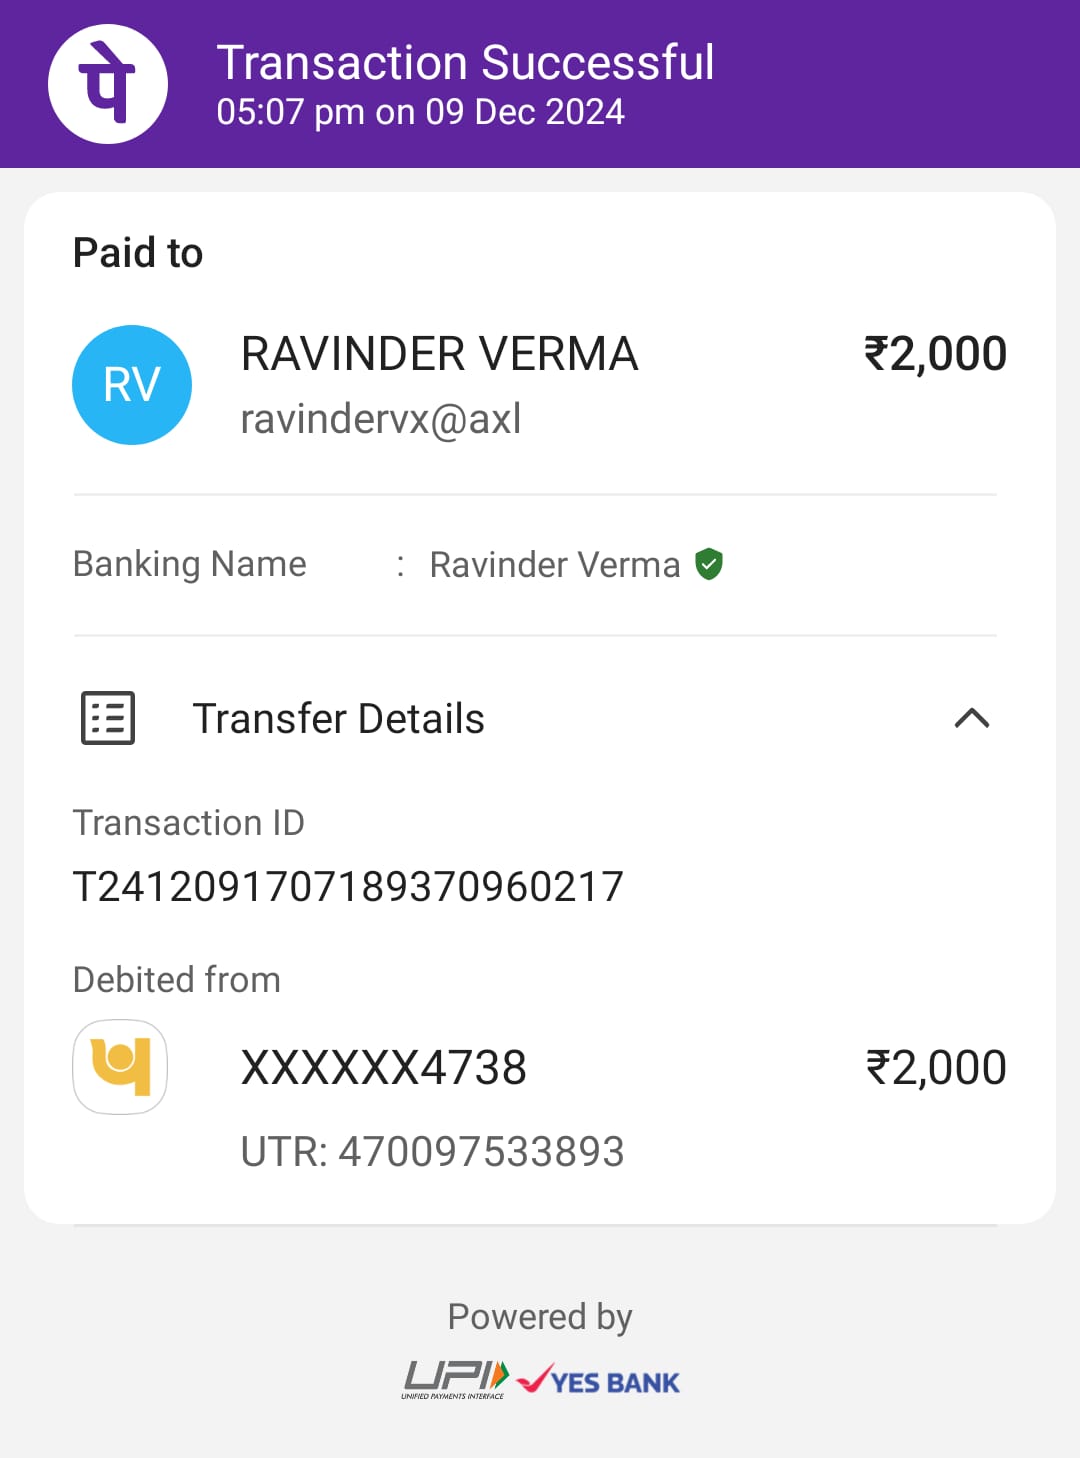 पे
Transaction Successful
05:07 pm on 09 Dec 2024
Paid to
RV
RAVINDER VERMA
₹2,000
ravindervx@axl
Banking Name : Ravinder Verma
Transfer Details
Transaction ID
T2412091707189370960217
Debited from
XXXXXX4738
₹2,000
UTR: 470097533893
Powered by
UPI
UNIFIED PAYMENTS INTERFACE
YES BANK